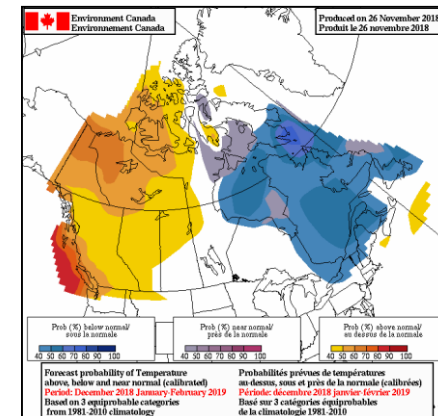 Environment Canada
Environnement Canada
Produced on 26 November 2018
Produit le 26 novembre 2018
Prob (%) below normal/
sous la normale
40 50 60 70 80 90 100
Prob (%) near normal/
près de la normale
40 50 60 70 80 90 100
Prob (%) above normal/
au dessus de la normale
40 50 60 70 80 90 100
Forecast probability of Temperature
above, below and near normal (calibrated)
Period: December 2018 January-February 2019
Based on 3 equiprobable categories
from 1981-2010 climatology
Probabilités prévues de températures
au-dessus, sous et près de la normale (calibrées)
Période: décembre 2018 janvier-février 2019
Basé sur 3 catégories équiprobables
de la climatologie 1981-2010